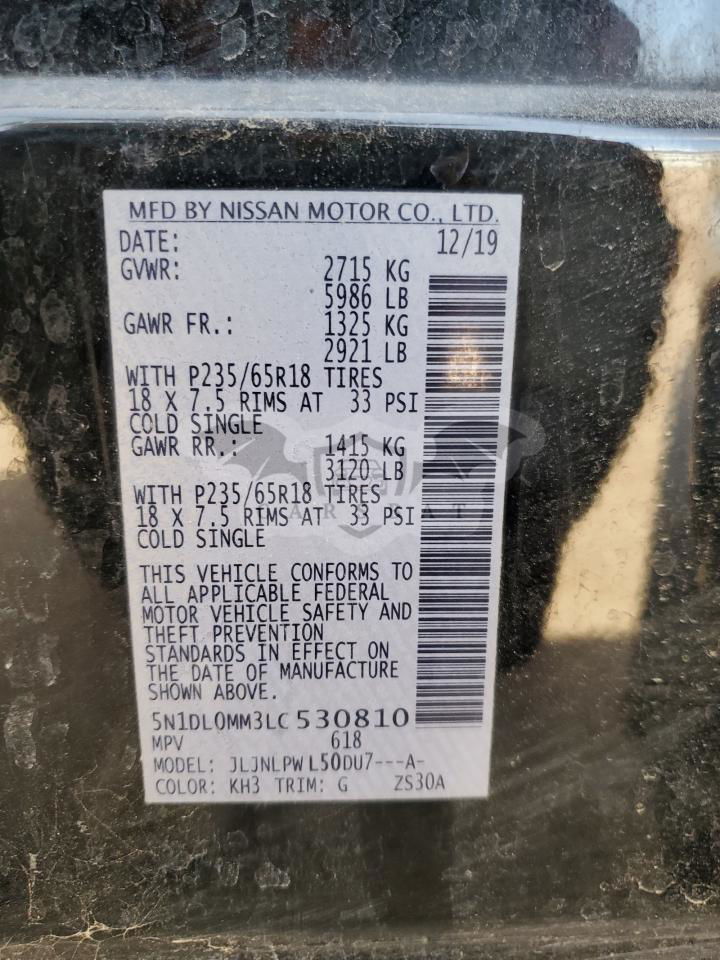 MFD BY NISSAN MOTOR CO., LTD.
DATE: 12/19
GVWR: 2715 KG
5986 LB
GAWR FR.: 1325 KG
2921 LB
WITH P235/65R18 TIRES
18 X 7.5 RIMS AT 33 PSI
COLD SINGLE
GAWR RR.: 1415 KG
3120 LB
WITH P235/65R18 TIRES
18 X 7.5 RIMS AT 33 PSI
COLD SINGLE
THIS VEHICLE CONFORMS TO
ALL APPLICABLE FEDERAL
MOTOR VEHICLE SAFETY AND
THEFT PREVENTION
STANDARDS IN EFFECT ON
THE DATE OF MANUFACTURE
SHOWN ABOVE.
5N1DL0MM3LC530810
MPV 618
MODEL: JLJNLPW L50DU7---A-
COLOR: KH3 TRIM: G ZS30A